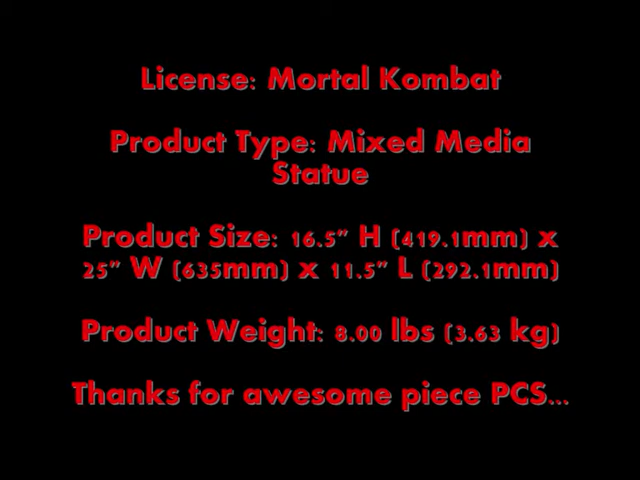 License: Mortal Kombat
Product Type: Mixed Media
Statue
Product Size: 16.5” H (419.1mm) x
25” W (635mm) x 11.5” L (292.1mm)
Product Weight: 8.00 lbs (3.63 kg)
Thanks for awesome piece PCS...